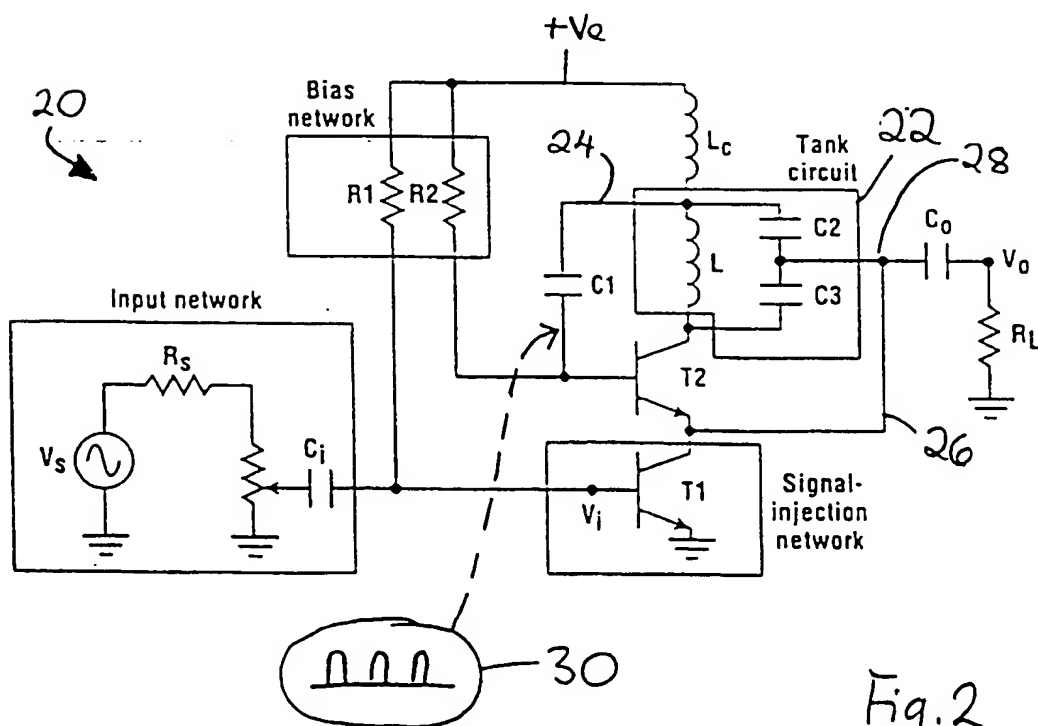 +Ve
20
Bias
network
R1
R2
24
Lc
Tank
circuit
22
28
C2
Co
Vo
C1
L
C3
Input network
Rs
RL
T2
Vs
Ci
26
Vi
T1
Signal-
injection
network
30
Fig. 2